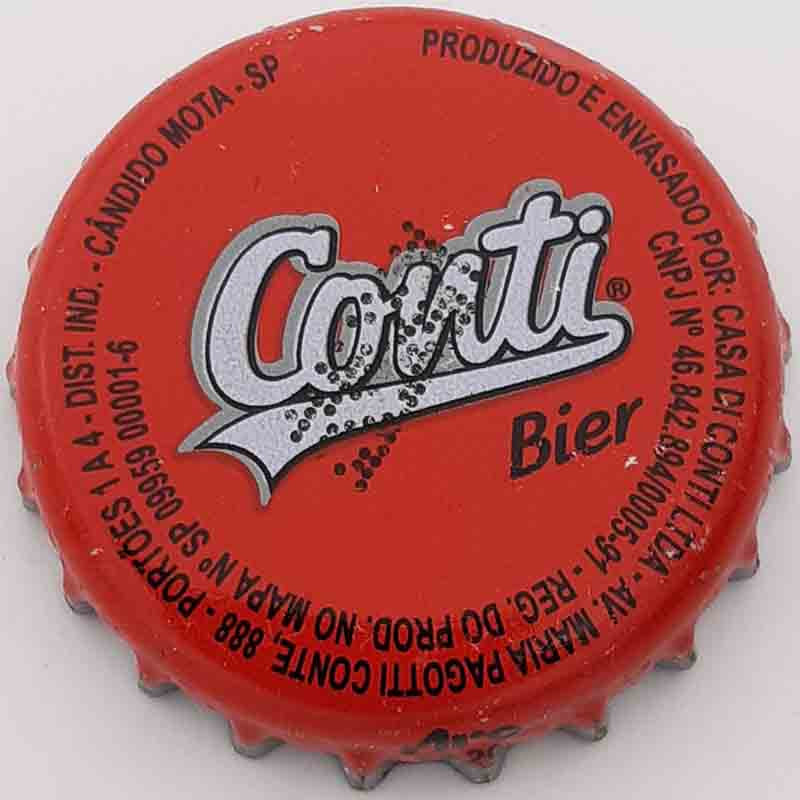 PRODUZIDO E ENVASADO POR: CASA DI CONTI LTDA - AV. MARIA PAGOTTI CONTE, 888 - PORTÕES 1 A 4 - DIST. IND. - CÂNDIDO MOTA - SP
CNPJ Nº 46.842.894/0005-91 - REG. DO PROD. NO MAPA Nº SP 09959 00001-6
Conti®
Bier